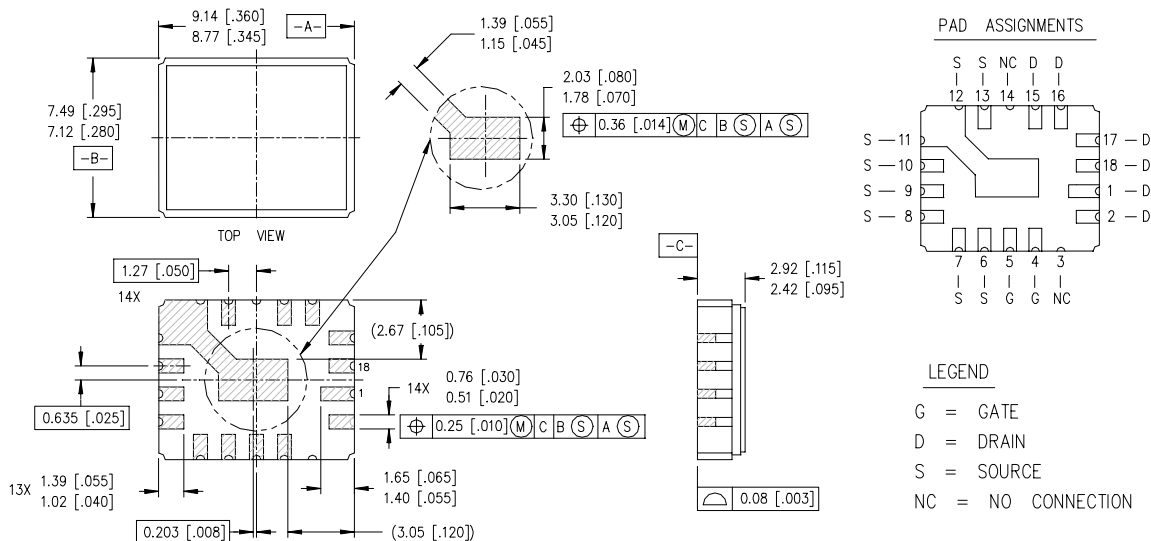 9.14 [.360]
8.77 [.345]
-A-
7.49 [.295]
7.12 [.280]
-B-
TOP VIEW
1.39 [.055]
1.15 [.045]
2.03 [.080]
1.78 [.070]
⌖ 0.36 [.014] Ⓜ C B Ⓢ A Ⓢ
3.30 [.130]
3.05 [.120]
PAD ASSIGNMENTS
S S NC D D
12 13 14 15 16
S 11
S 10
S 9
S 8
17 D
18 D
1 D
2 D
7 6 5 4 3
S S G G NC
1.27 [.050]
14X
(2.67 [.105])
18
1
0.635 [.025]
14X
0.76 [.030]
0.51 [.020]
⌖ 0.25 [.010] Ⓜ C B Ⓢ A Ⓢ
13X
1.39 [.055]
1.02 [.040]
1.65 [.065]
1.40 [.055]
0.203 [.008]
(3.05 [.120])
-C-
2.92 [.115]
2.42 [.095]
⌓ 0.08 [.003]
LEGEND
G = GATE
D = DRAIN
S = SOURCE
NC = NO CONNECTION